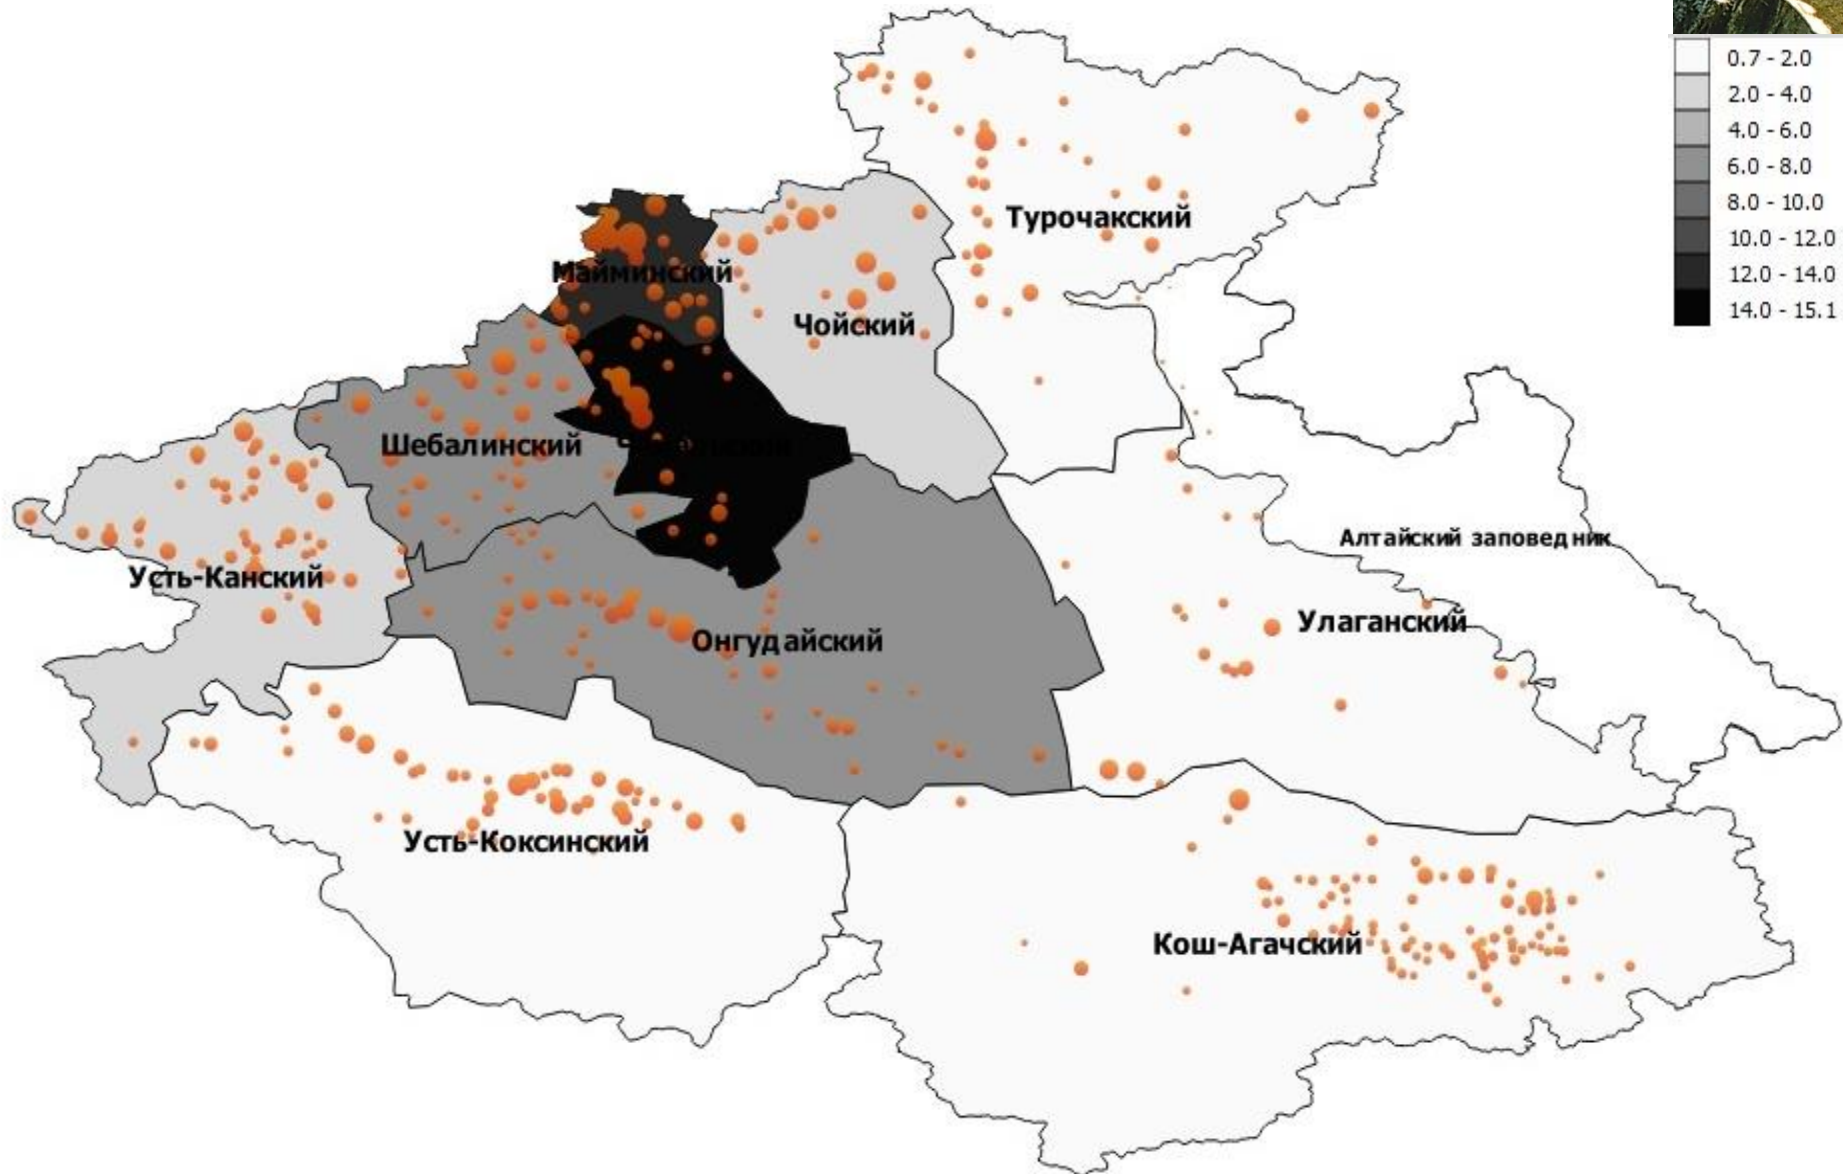 0.7 - 2.0
2.0 - 4.0
4.0 - 6.0
6.0 - 8.0
8.0 - 10.0
10.0 - 12.0
12.0 - 14.0
14.0 - 15.1
Турочакский
Майминский
Чойский
Шебалинский
Алтайский заповедник
Усть-Канский
Улаганский
Онгудайский
Усть-Коксинский
Кош-Агачский